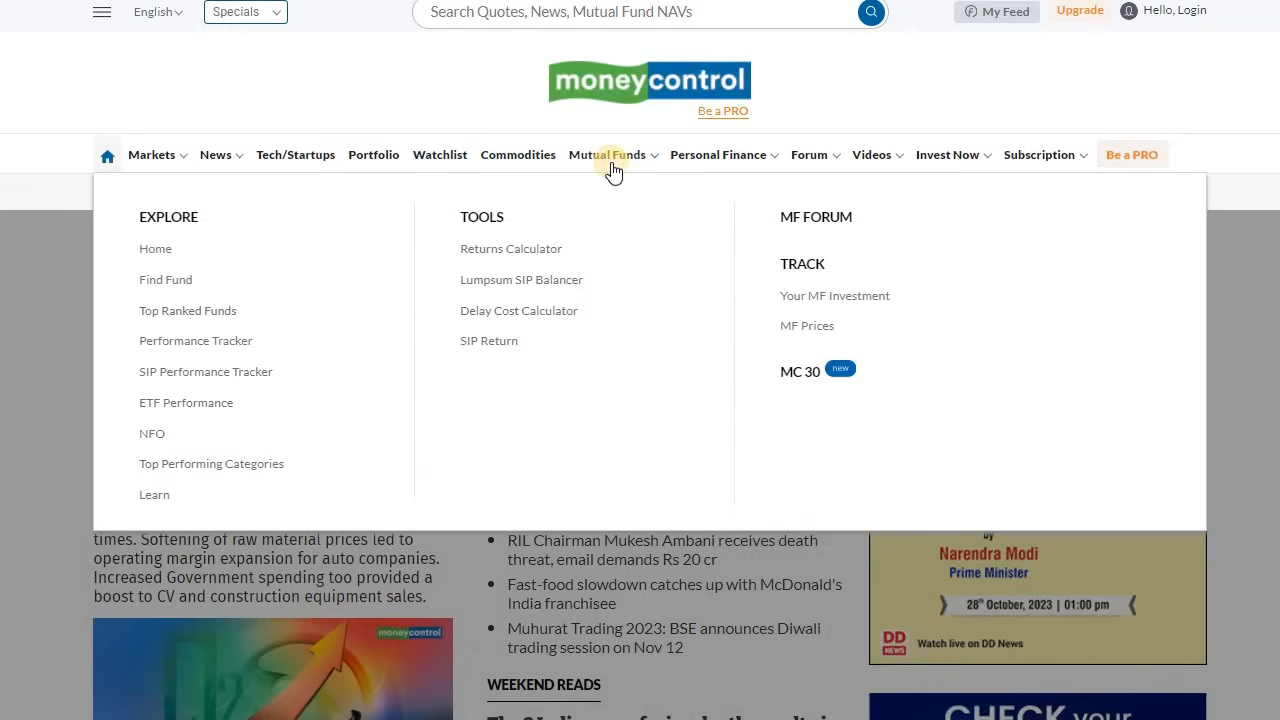 English
Specials
Search Quotes, News, Mutual Fund NAVs
My Feed
Upgrade
Hello, Login
moneycontrol
Be a PRO
Markets
News
Tech/Startups
Portfolio
Watchlist
Commodities
Mutual Funds
Personal Finance
Forum
Videos
Invest Now
Subscription
Be a PRO
EXPLORE
Home
Find Fund
Top Ranked Funds
Performance Tracker
SIP Performance Tracker
ETF Performance
NFO
Top Performing Categories
Learn
TOOLS
Returns Calculator
Lumpsum SIP Balancer
Delay Cost Calculator
SIP Return
MF FORUM
TRACK
Your MF Investment
MF Prices
MC 30 new
times. Softening of raw material prices led to
operating margin expansion for auto companies.
Increased Government spending too provided a
boost to CV and construction equipment sales.
moneycontrol
RIL Chairman Mukesh Ambani receives death
threat, email demands Rs 20 cr
Fast-food slowdown catches up with McDonald's
India franchisee
Muhurat Trading 2023: BSE announces Diwali
trading session on Nov 12
WEEKEND READS
by
Narendra Modi
Prime Minister
28th October, 2023 | 01:00 pm
DD
NEWS
Watch live on DD News
CHECK your